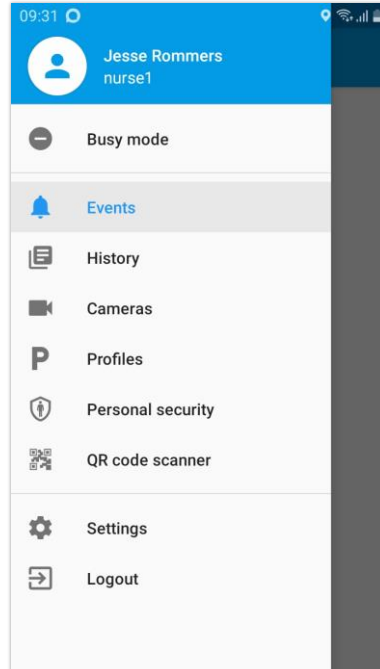 09:31
Jesse Rommers
nurse1
Busy mode
Events
History
Cameras
P
Profiles
Personal security
QR code scanner
Settings
Logout